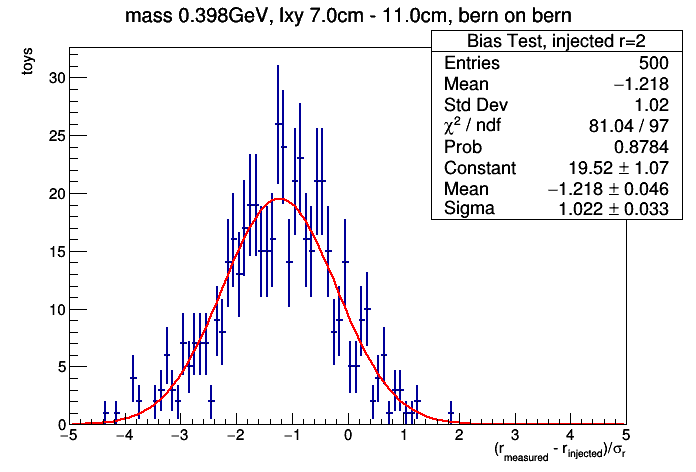 mass 0.398GeV, lxy 7.0cm - 11.0cm, bern on bern
Bias Test, injected r=2
Entries 500
Mean −1.218
Std Dev 1.02
χ² / ndf 81.04 / 97
Prob 0.8784
Constant 19.52 ± 1.07
Mean −1.218 ± 0.046
Sigma 1.022 ± 0.033
toys
30
25
20
15
10
5
0
−5 −4 −3 −2 −1 0 1 2 3 4 5
(r_measured - r_injected)/σ_r